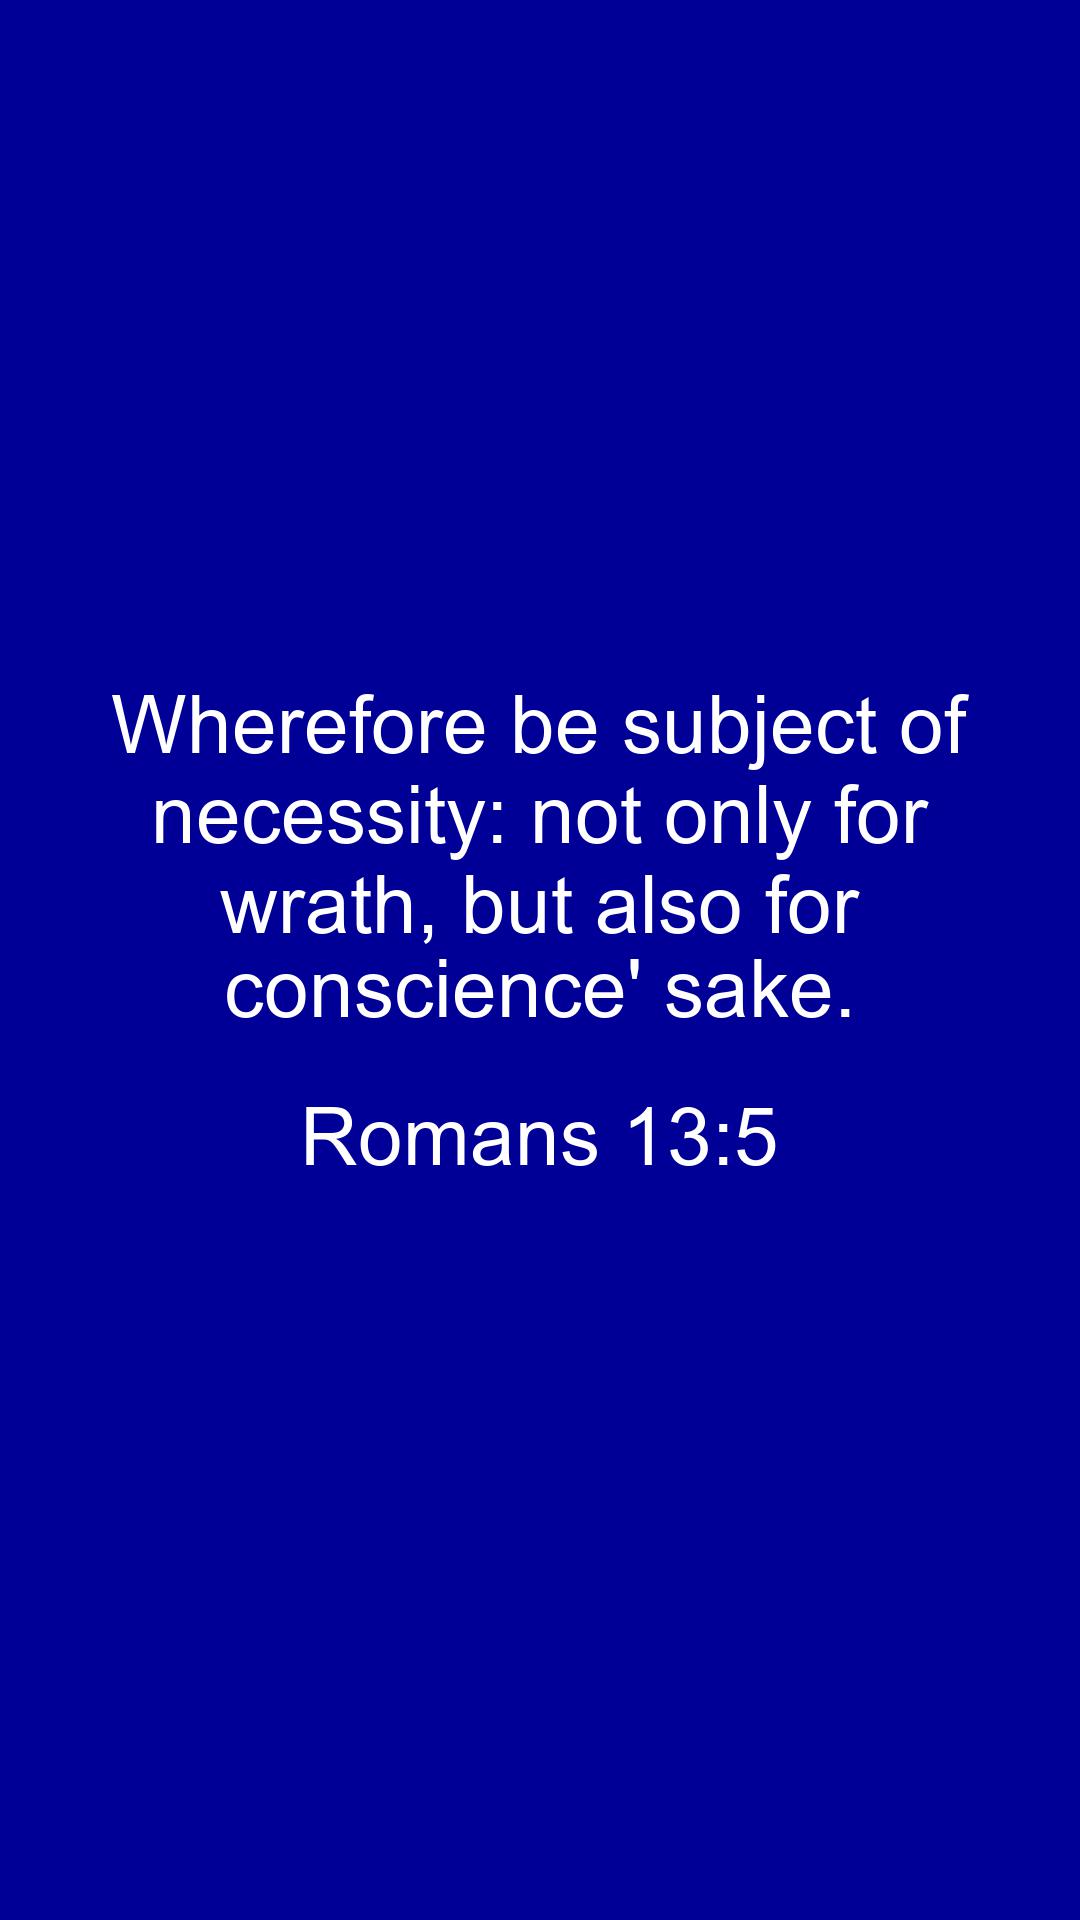 Wherefore be subject of
necessity: not only for
wrath, but also for
conscience' sake.
Romans 13:5